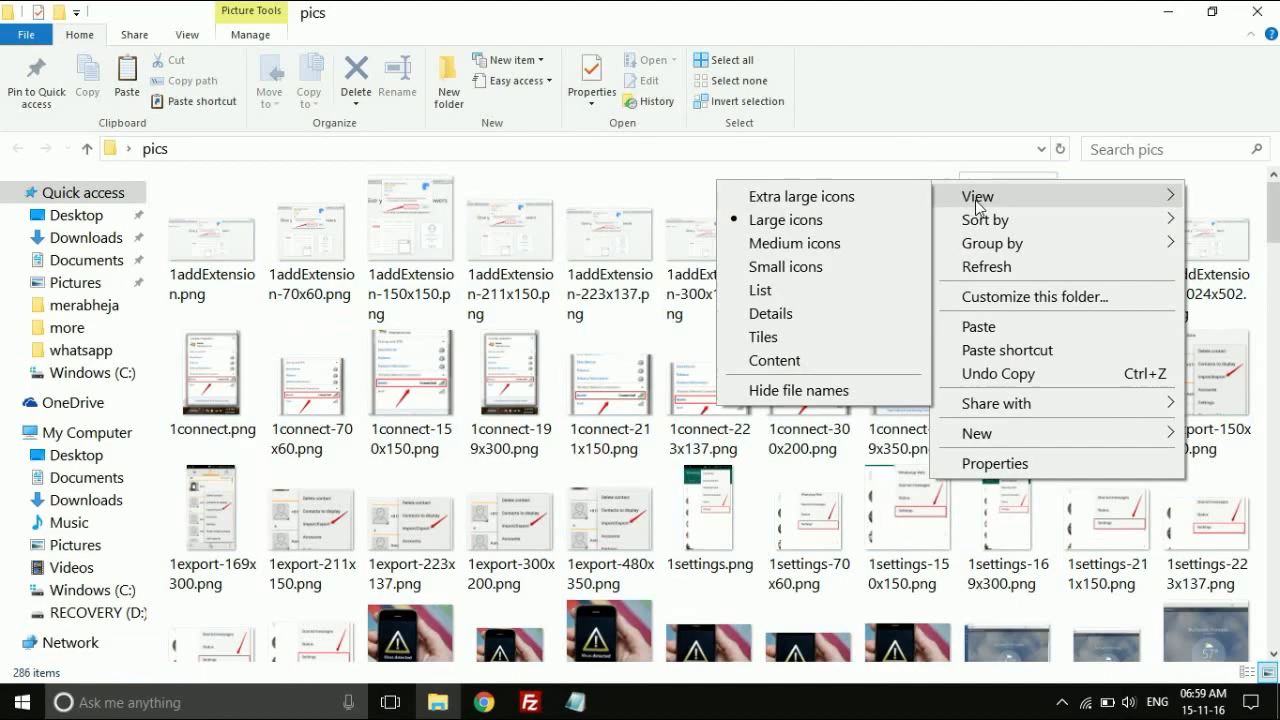 Picture Tools
pics
File
Home
Share
View
Manage
Pin to Quick access
Copy
Paste
Cut
Copy path
Paste shortcut
Clipboard
Move to
Copy to
Delete
Rename
Organize
New folder
New item
Easy access
New
Properties
Open
Edit
History
Open
Select all
Select none
Invert selection
Select
pics
Search pics
Quick access
Desktop
Downloads
Documents
Pictures
merabheja
more
whatsapp
Windows (C:)
OneDrive
My Computer
Desktop
Documents
Downloads
Music
Pictures
Videos
Windows (C:)
RECOVERY (D:)
Network
1addExtensio
n.png
1addExtensio
n-70x60.png
1addExtensio
n-150x150.p
ng
1addExtensio
n-211x150.p
ng
1addExtensio
n-223x137.p
ng
1addEx
n-300x1
ng
xtensio
024x502.
Extra large icons
Large icons
Medium icons
Small icons
List
Details
Tiles
Content
Hide file names
View
Sort by
Group by
Refresh
Customize this folder...
Paste
Paste shortcut
Undo Copy Ctrl+Z
Share with
New
Properties
1connect.png
1connect-70
x60.png
1connect-15
0x150.png
1connect-19
9x300.png
1connect-21
1x150.png
1connect-22
3x137.png
1connect-30
0x200.png
1connect-
9x350.png
port-150x
1export-169x
300.png
1export-211x
150.png
1export-223x
137.png
1export-300x
200.png
1export-480x
350.png
1settings.png
1settings-70
x60.png
1settings-15
0x150.png
1settings-16
9x300.png
1settings-21
1x150.png
1settings-22
3x137.png
286 items
Ask me anything
ENG
06:59 AM
15-11-16